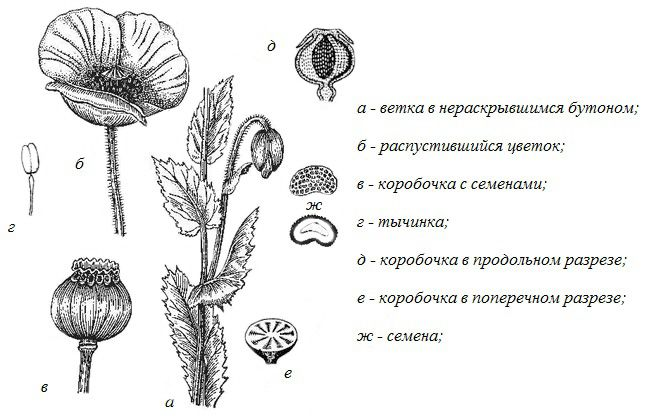 д
а - ветка в нераскрывшимся бутоном;
б
б - распустившийся цветок;
в - коробочка с семенами;
ж
г
г - тычинка;
д - коробочка в продольном разрезе;
е - коробочка в поперечном разрезе;
ж - семена;
в
а
е